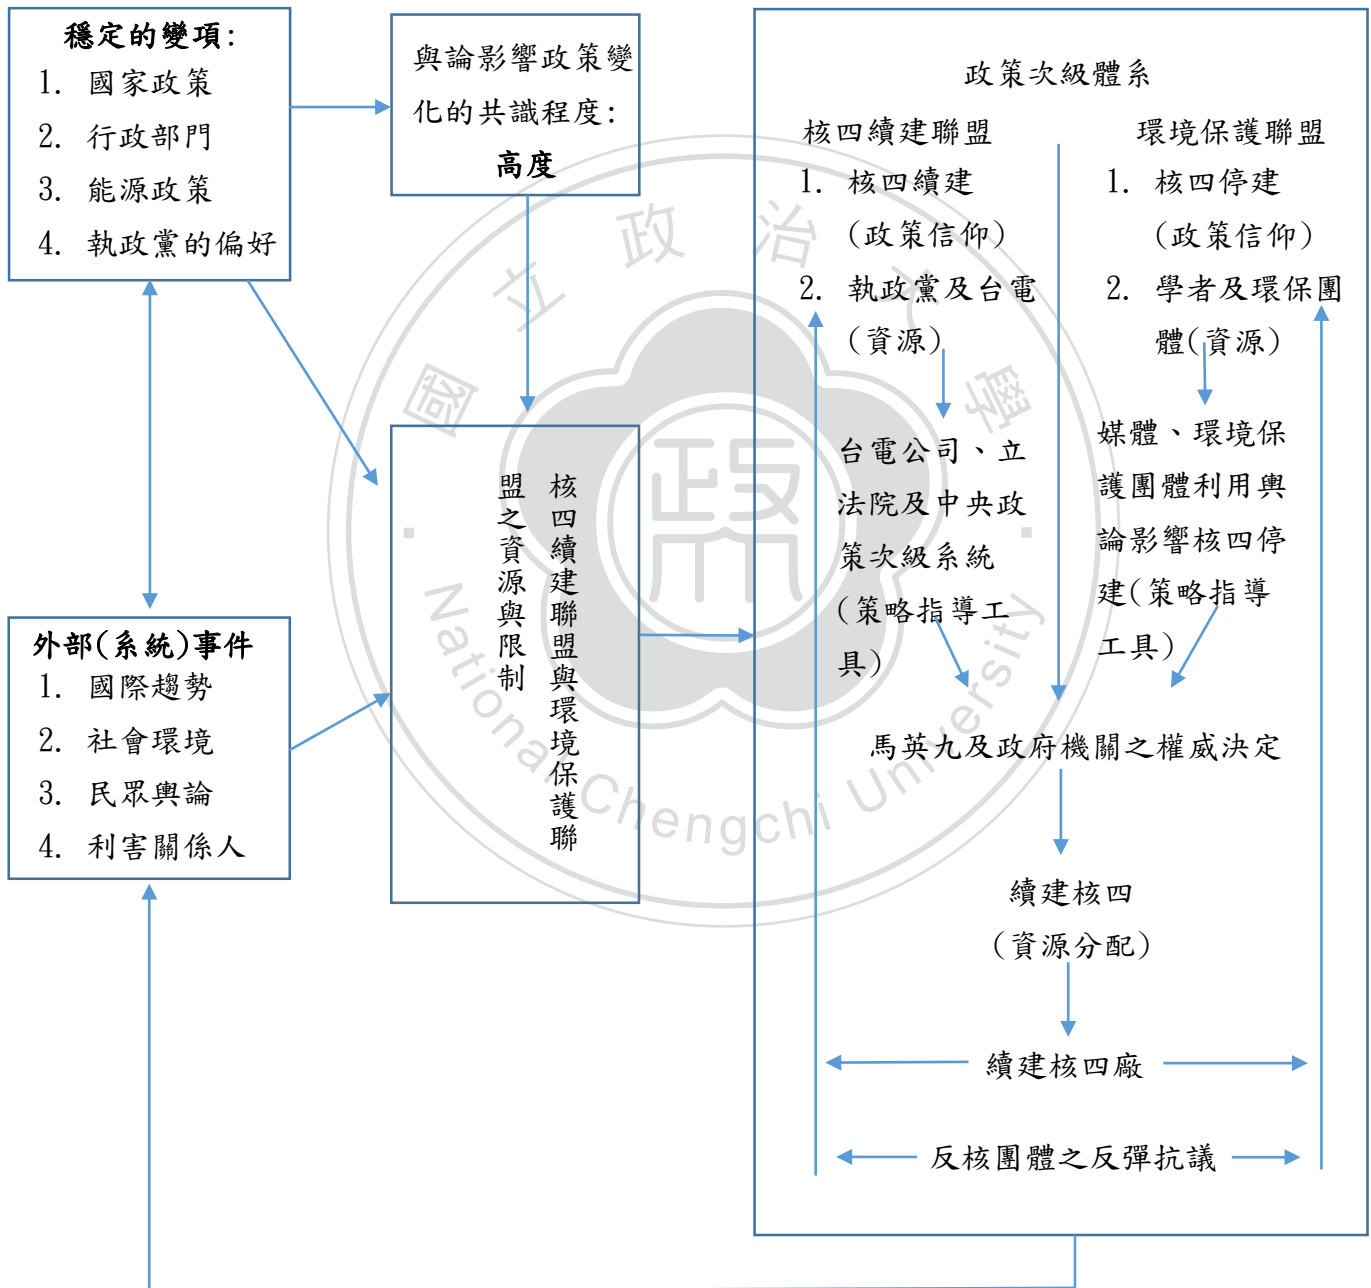 穩定的變項:
1. 國家政策
2. 行政部門
3. 能源政策
4. 執政黨的偏好
與論影響政策變
化的共識程度:
高度
外部(系統)事件
1. 國際趨勢
2. 社會環境
3. 民眾輿論
4. 利害關係人
核四續建聯盟與環境保護聯
盟之資源與限制
政策次級體系
核四續建聯盟
1. 核四續建
(政策信仰)
2. 執政黨及台電
(資源)
台電公司、立
法院及中央政
策次級系統
(策略指導工
具)
環境保護聯盟
1. 核四停建
(政策信仰)
2. 學者及環保團
體(資源)
媒體、環境保
護團體利用輿
論影響核四停
建(策略指導
工具)
馬英九及政府機關之權威決定
續建核四
(資源分配)
續建核四廠
反核團體之反彈抗議
國立政治大學
政
National Chengchi University